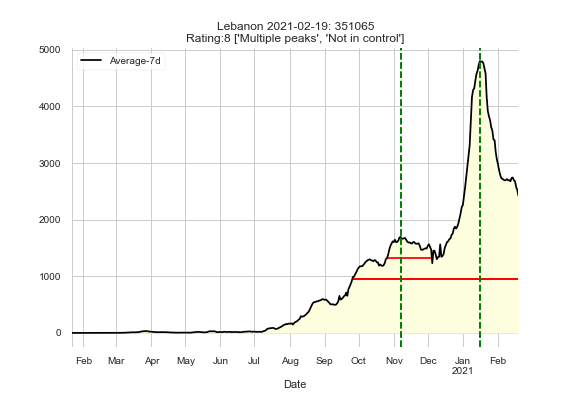 Lebanon 2021-02-19: 351065
Rating:8 ['Multiple peaks', 'Not in control']
Average-7d
5000
4000
3000
2000
1000
0
Feb Mar Apr May Jun Jul Aug Sep Oct Nov Dec Jan Feb
2021
Date